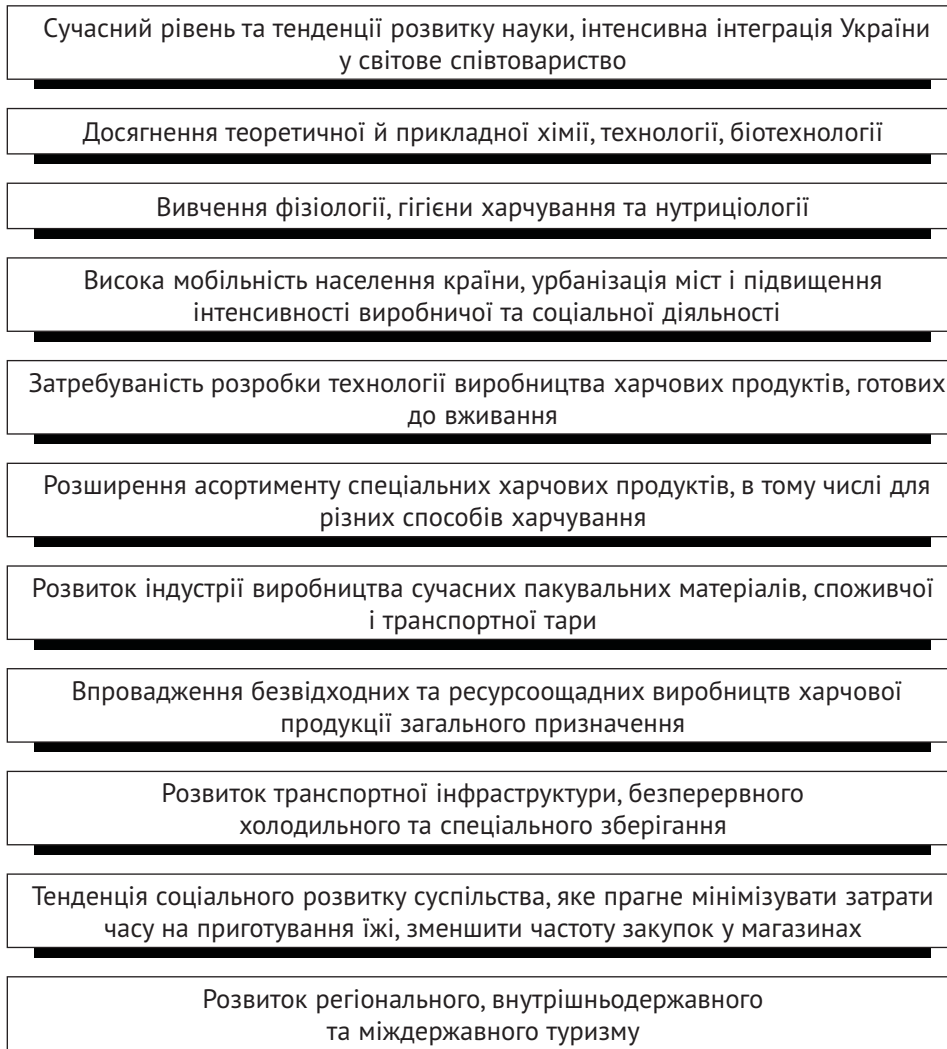 Сучасний рівень та тенденції розвитку науки, інтенсивна інтеграція України
у світове співтовариство
Досягнення теоретичної й прикладної хімії, технології, біотехнології
Вивчення фізіології, гігієни харчування та нутриціології
Висока мобільність населення країни, урбанізація міст і підвищення
інтенсивності виробничої та соціальної діяльності
Затребуваність розробки технології виробництва харчових продуктів, готових
до вживання
Розширення асортименту спеціальних харчових продуктів, в тому числі для
різних способів харчування
Розвиток індустрії виробництва сучасних пакувальних матеріалів, споживчої
і транспортної тари
Впровадження безвідходних та ресурсоощадних виробництв харчової
продукції загального призначення
Розвиток транспортної інфраструктури, безперервного
холодильного та спеціального зберігання
Тенденція соціального розвитку суспільства, яке прагне мінімізувати затрати
часу на приготування їжі, зменшити частоту закупок у магазинах
Розвиток регіонального, внутрішньодержавного
та міждержавного туризму